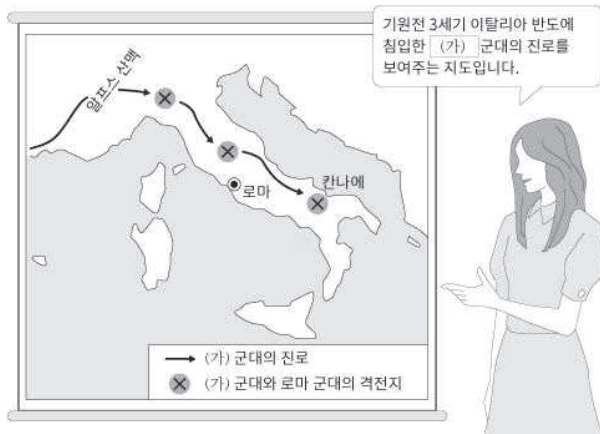 기원전 3세기 이탈리아 반도에
침입한 (가) 군대의 진로를
보여주는 지도입니다.
알프스 산맥
칸나에
로마
(가) 군대의 진로
(가) 군대와 로마 군대의 격전지